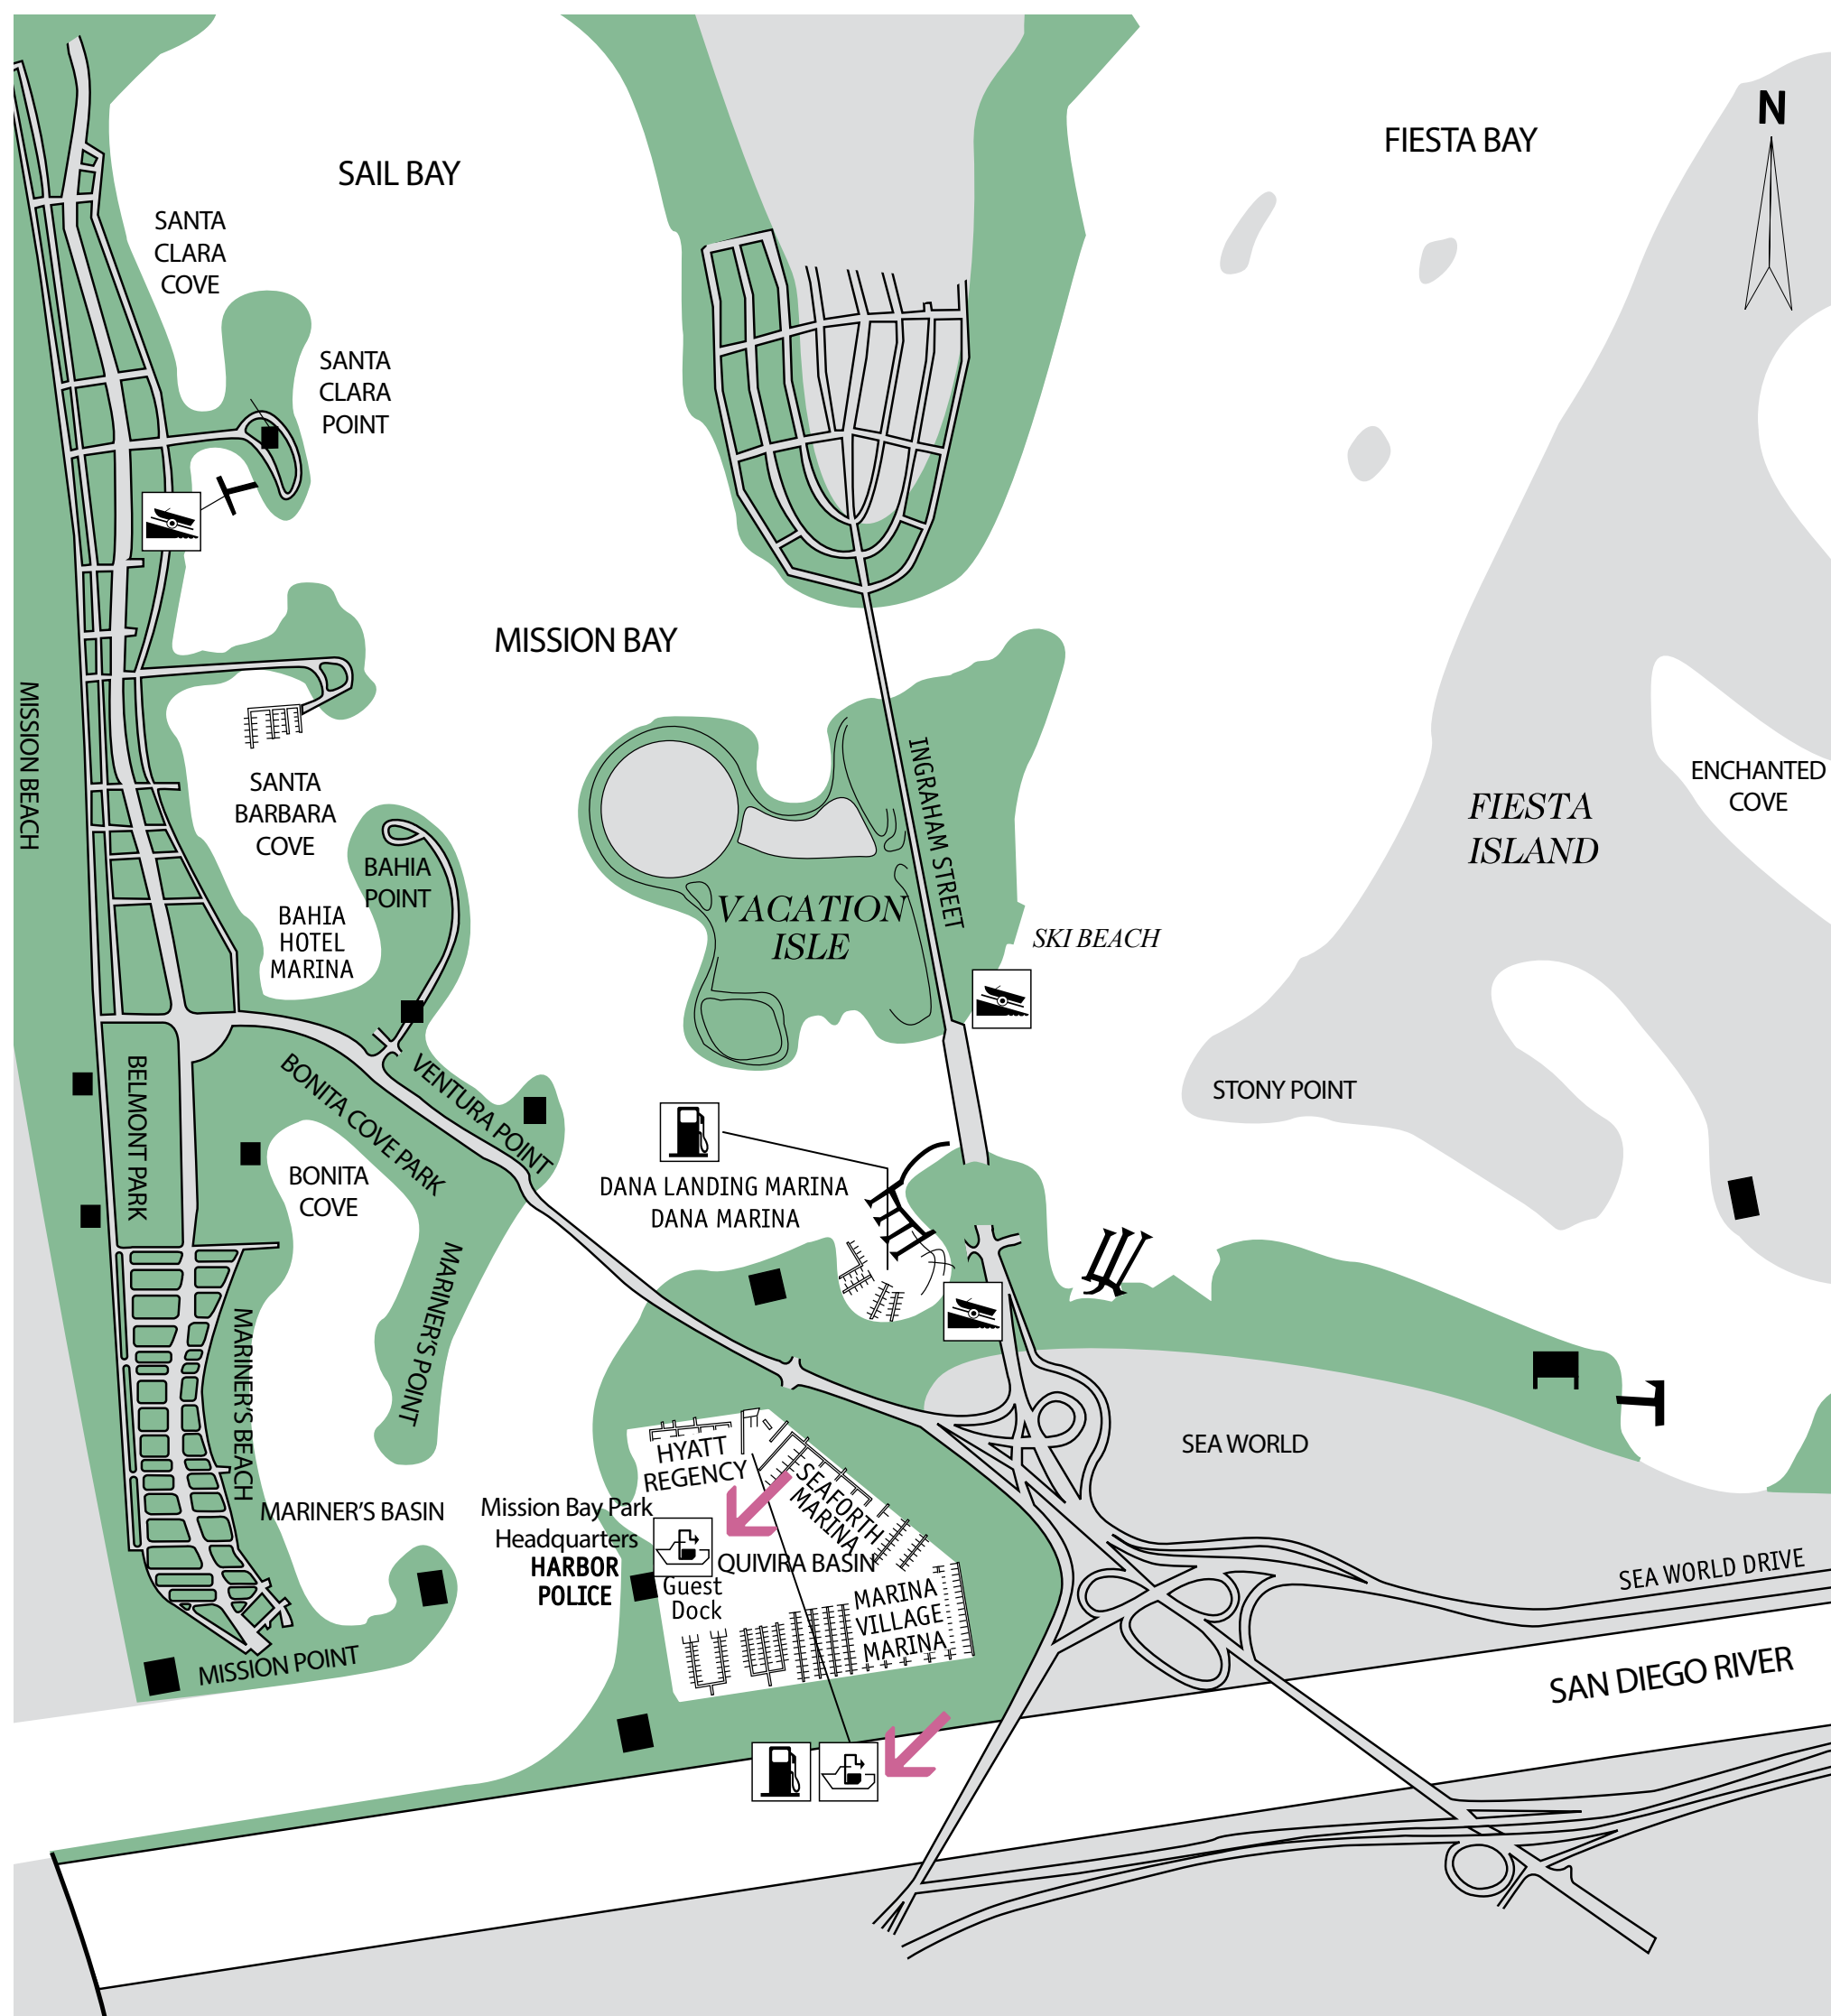 N
FIESTA BAY
SAIL BAY
SANTA
CLARA
COVE
SANTA
CLARA
POINT
MISSION BAY
MISSION BEACH
INGRAHAM STREET
SANTA
BARBARA
COVE
ENCHANTED
COVE
FIESTA
ISLAND
BAHIA
POINT
BAHIA
HOTEL
MARINA
VACATION
ISLE
SKI BEACH
BELMONT PARK
BONITA COVE PARK
VENTURA POINT
STONY POINT
BONITA
COVE
DANA LANDING MARINA
DANA MARINA
MARINER'S POINT
MARINER'S BEACH
SEA WORLD
HYATT
REGENCY
SEAFORTH
MARINA
MARINER'S BASIN
Mission Bay Park
Headquarters
HARBOR
POLICE
QUIVIRA BASIN
Guest
Dock
MARINA
VILLAGE
MARINA
SEA WORLD DRIVE
MISSION POINT
SAN DIEGO RIVER